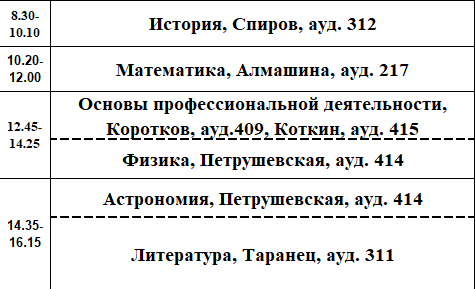 8.30-
10.10
История, Спиров, ауд. 312
10.20-
12.00
Математика, Алмашина, ауд. 217
12.45-
14.25
Основы профессиональной деятельности,
Коротков, ауд.409, Коткин, ауд. 415
Физика, Петрушевская, ауд. 414
14.35-
16.15
Астрономия, Петрушевская, ауд. 414
Литература, Таранец, ауд. 311